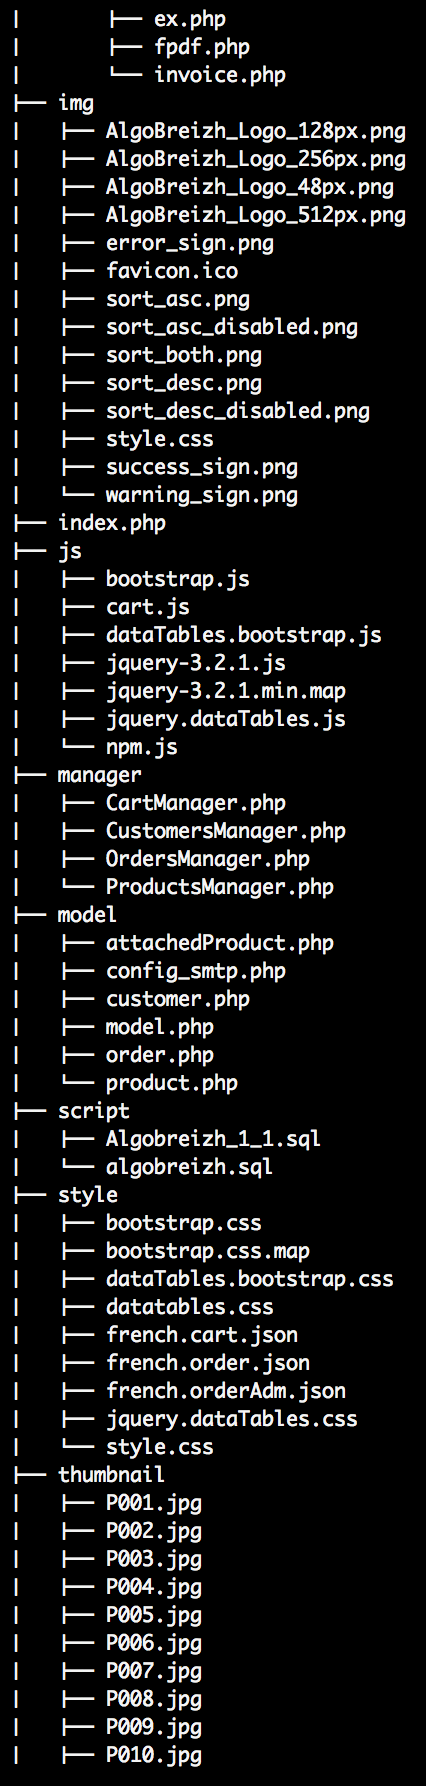 |       ├── ex.php
|       ├── fpdf.php
|       └── invoice.php
├── img
|   ├── AlgoBreizh_Logo_128px.png
|   ├── AlgoBreizh_Logo_256px.png
|   ├── AlgoBreizh_Logo_48px.png
|   ├── AlgoBreizh_Logo_512px.png
|   ├── error_sign.png
|   ├── favicon.ico
|   ├── sort_asc.png
|   ├── sort_asc_disabled.png
|   ├── sort_both.png
|   ├── sort_desc.png
|   ├── sort_desc_disabled.png
|   ├── style.css
|   ├── success_sign.png
|   └── warning_sign.png
├── index.php
├── js
|   ├── bootstrap.js
|   ├── cart.js
|   ├── dataTables.bootstrap.js
|   ├── jquery-3.2.1.js
|   ├── jquery-3.2.1.min.map
|   ├── jquery.dataTables.js
|   └── npm.js
├── manager
|   ├── CartManager.php
|   ├── CustomersManager.php
|   ├── OrdersManager.php
|   └── ProductsManager.php
├── model
|   ├── attachedProduct.php
|   ├── config_smtp.php
|   ├── customer.php
|   ├── model.php
|   ├── order.php
|   └── product.php
├── script
|   ├── Algobreizh_1_1.sql
|   └── algobreizh.sql
├── style
|   ├── bootstrap.css
|   ├── bootstrap.css.map
|   ├── dataTables.bootstrap.css
|   ├── datatables.css
|   ├── french.cart.json
|   ├── french.order.json
|   ├── french.orderAdm.json
|   ├── jquery.dataTables.css
|   └── style.css
├── thumbnail
|   ├── P001.jpg
|   ├── P002.jpg
|   ├── P003.jpg
|   ├── P004.jpg
|   ├── P005.jpg
|   ├── P006.jpg
|   ├── P007.jpg
|   ├── P008.jpg
|   ├── P009.jpg
|   ├── P010.jpg